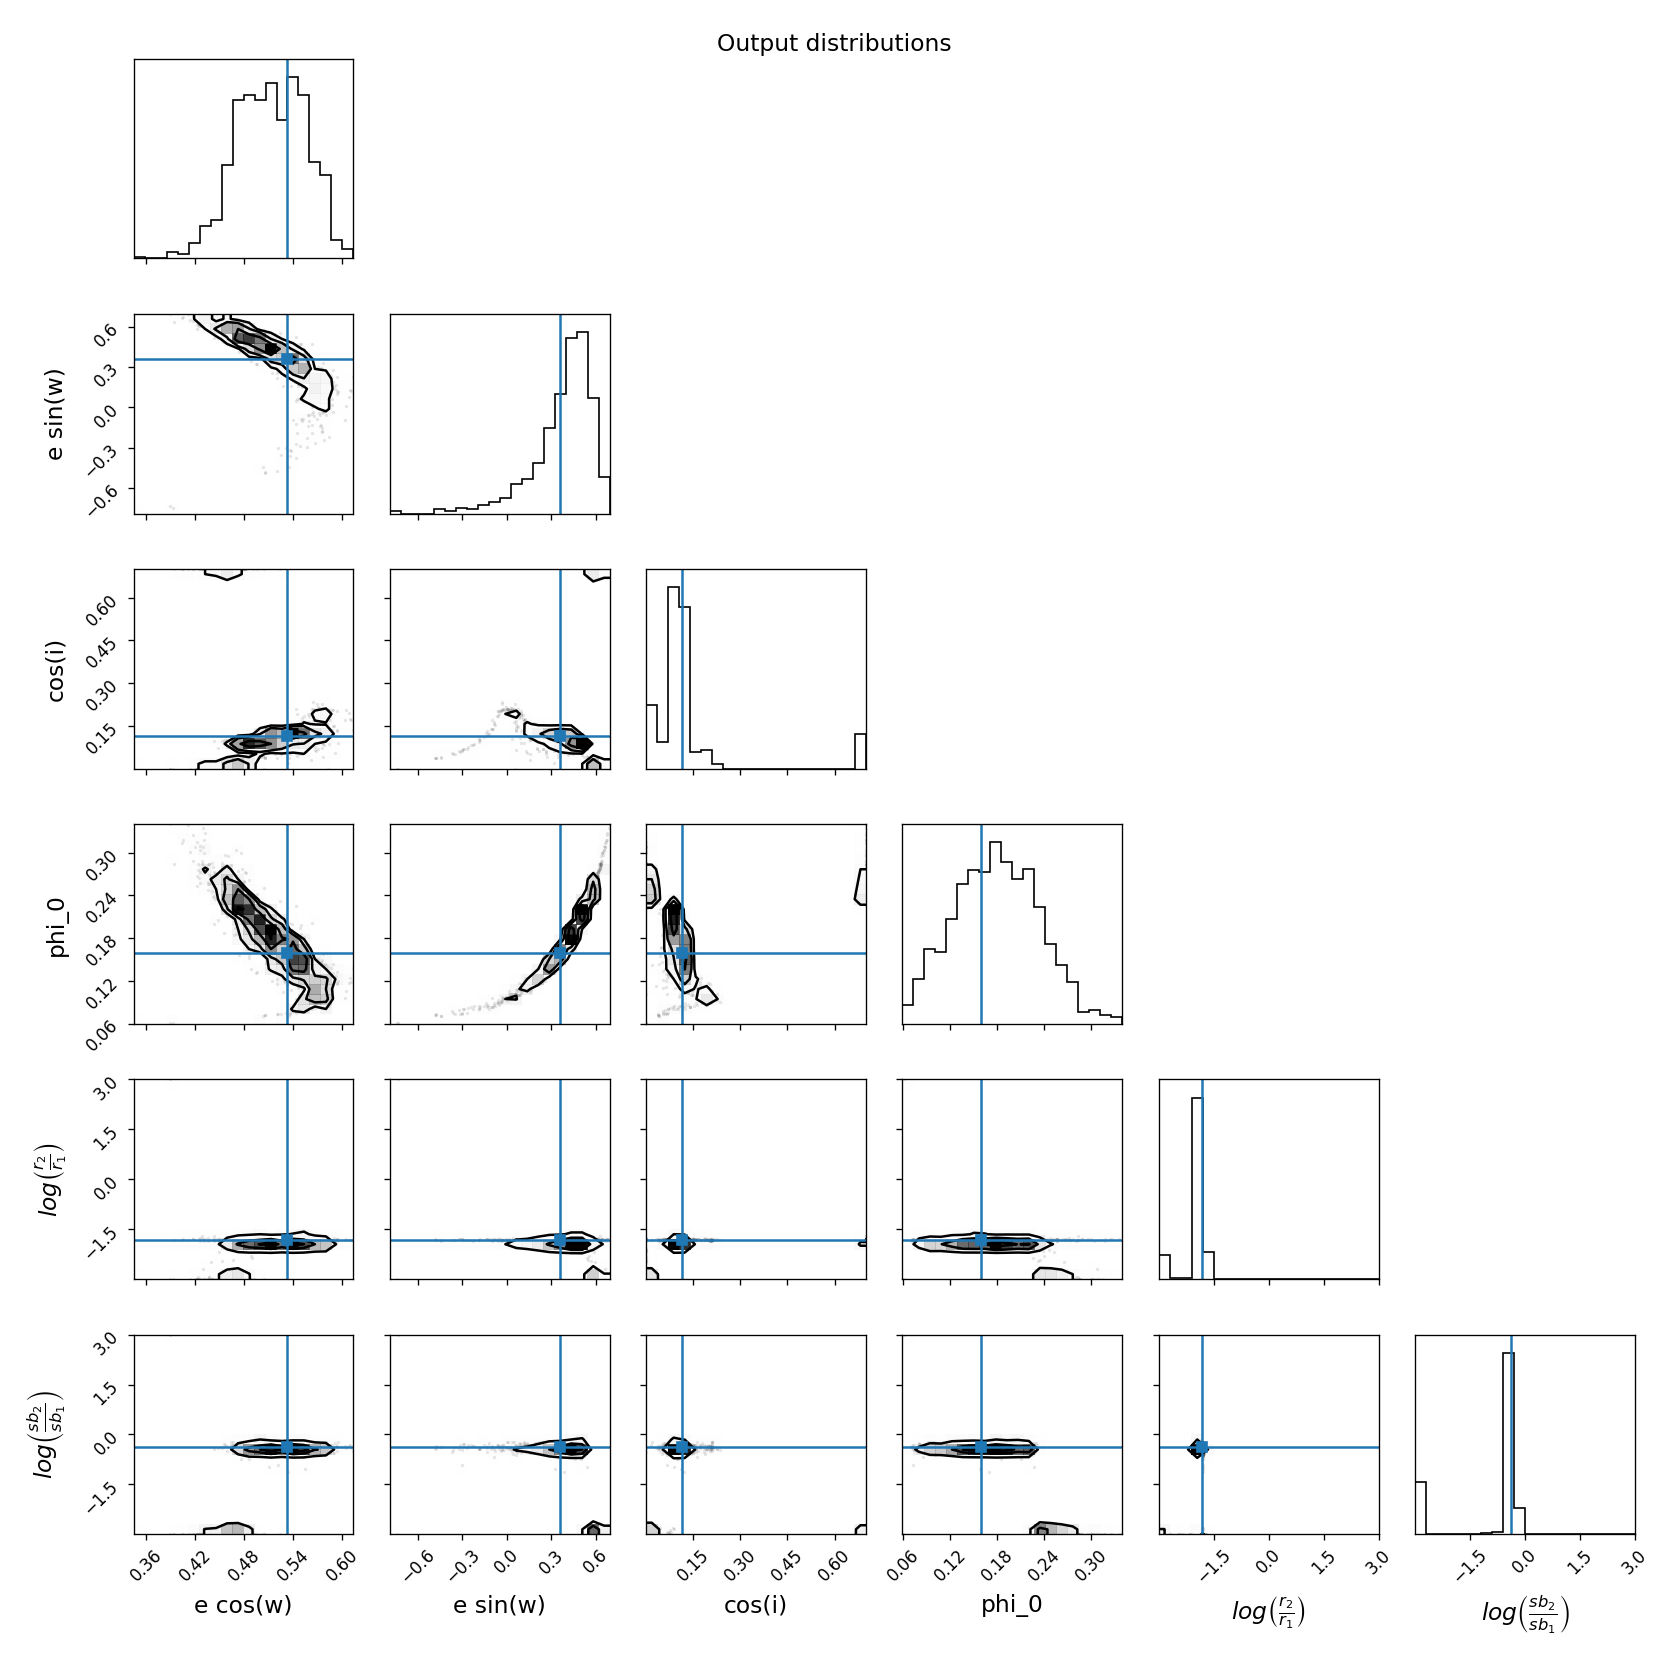 Output distributions
e sin(w)
0.6
0.3
0.0
−0.3
−0.6
cos(i)
0.60
0.45
0.30
0.15
phi_0
0.30
0.24
0.18
0.12
0.06
log(r₂/r₁)
3.0
1.5
0.0
−1.5
log(sb₂/sb₁)
3.0
1.5
0.0
−1.5
0.36 0.42 0.48 0.54 0.60 −0.6 −0.3 0.0 0.3 0.6 0.15 0.30 0.45 0.60 0.06 0.12 0.18 0.24 0.30 −1.5 0.0 1.5 3.0 −1.5 0.0 1.5 3.0
e cos(w) e sin(w) cos(i) phi_0 log(r₂/r₁) log(sb₂/sb₁)